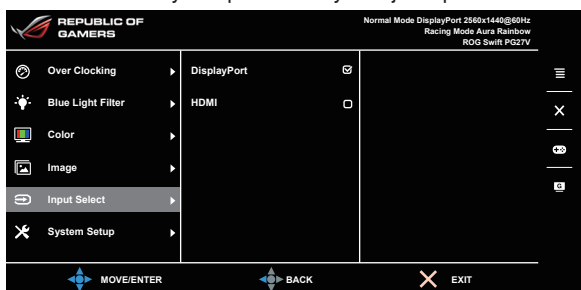 REPUBLIC OF
GAMERS
Normal Mode DisplayPort 2560x1440@60Hz
Racing Mode Aura Rainbow
ROG Swift PG27V
Over Clocking
DisplayPort
Blue Light Filter
HDMI
Color
Image
Input Select
G
System Setup
MOVE/ENTER
BACK
EXIT